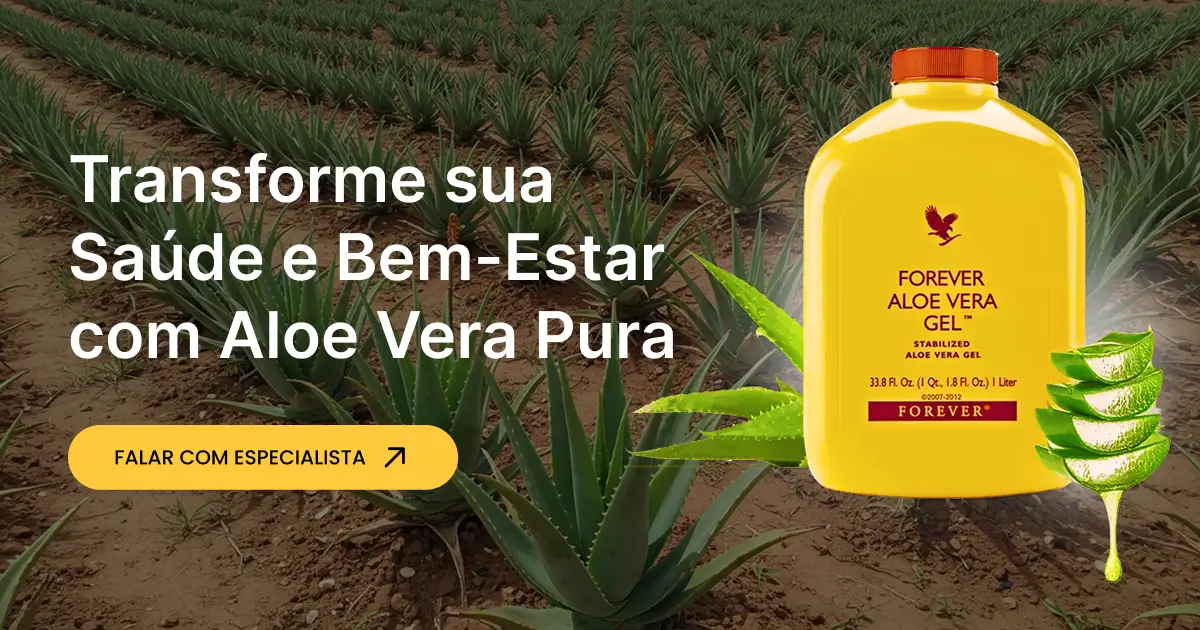 Transforme sua
Saúde e Bem-Estar
com Aloe Vera Pura
FALAR COM ESPECIALISTA
FOREVER
ALOE VERA
GEL™
STABILIZED
ALOE VERA GEL
33.8 Fl. Oz. (1 Qt., 1.8 Fl. Oz.) 1 Liter
©2007-2012
FOREVER®